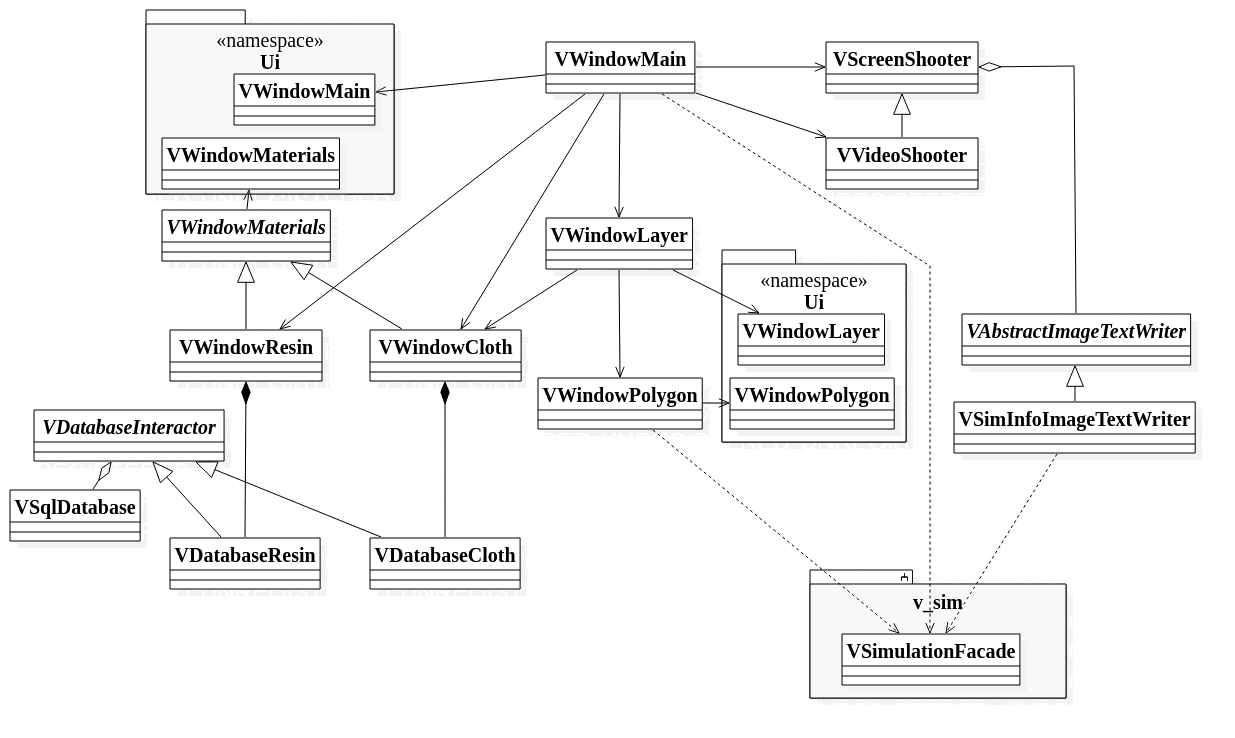 «namespace»
Ui
VWindowMain
VWindowMaterials
VWindowMain
VScreenShooter
VVideoShooter
VWindowMaterials
VWindowLayer
«namespace»
Ui
VWindowLayer
VWindowPolygon
VAbstractImageTextWriter
VWindowResin
VWindowCloth
VWindowPolygon
VSimInfoImageTextWriter
VDatabaseInteractor
VSqlDatabase
VDatabaseResin
VDatabaseCloth
v_sim
VSimulationFacade